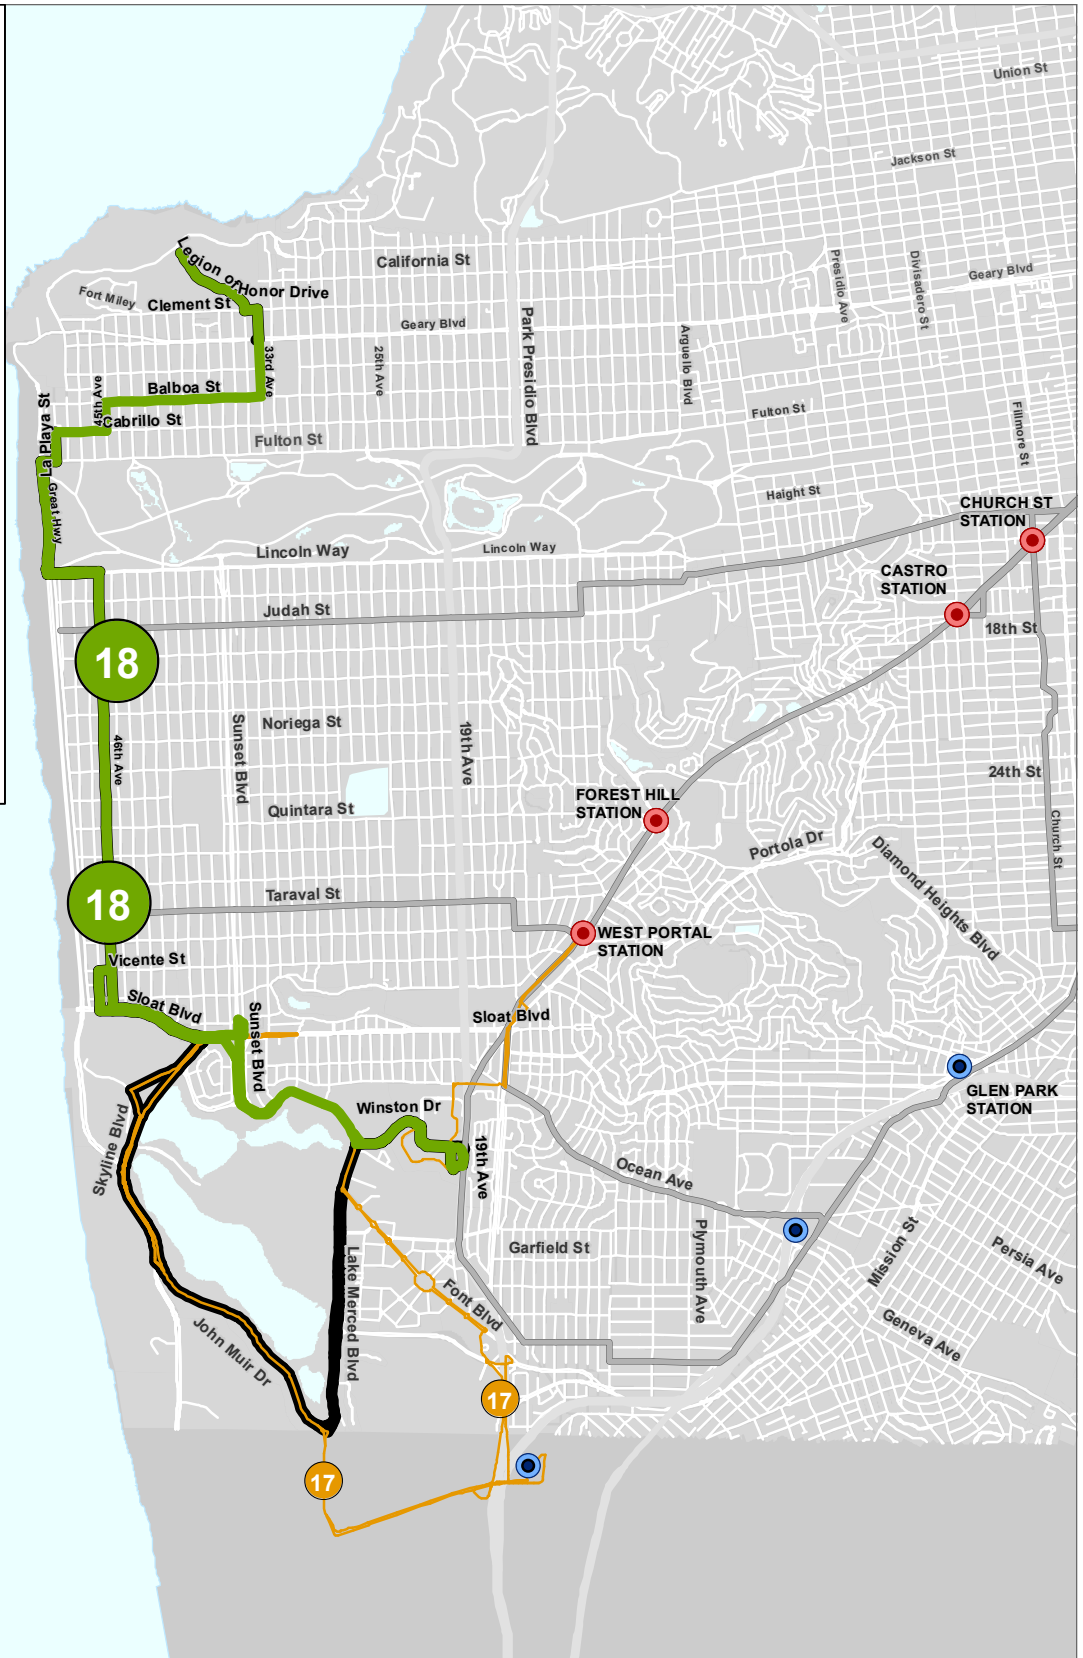 Union St
Jackson St
Legion of Honor Drive
California St
Presidio Ave
Divisadero St
Geary Blvd
Fort Miley
Clement St
Geary Blvd
Park Presidio Blvd
Arguello Blvd
33rd Ave
25th Ave
45th Ave
Balboa St
La Playa St
Cabrillo St
Fulton St
Fulton St
Fillmore St
Great Hwy
Haight St
CHURCH ST
STATION
Lincoln Way
Lincoln Way
CASTRO
STATION
Judah St
18th St
18
Sunset Blvd
Noriega St
19th Ave
46th Ave
24th St
FOREST HILL
STATION
Quintara St
Church St
Portola Dr
Diamond Heights Blvd
18
Taraval St
WEST PORTAL
STATION
Vicente St
Sloat Blvd
Sunset Blvd
Sloat Blvd
GLEN PARK
STATION
Winston Dr
Skyline Blvd
19th Ave
Ocean Ave
Plymouth Ave
Mission St
Persia Ave
Garfield St
Lake Merced Blvd
Font Blvd
John Muir Dr
Geneva Ave
17
17